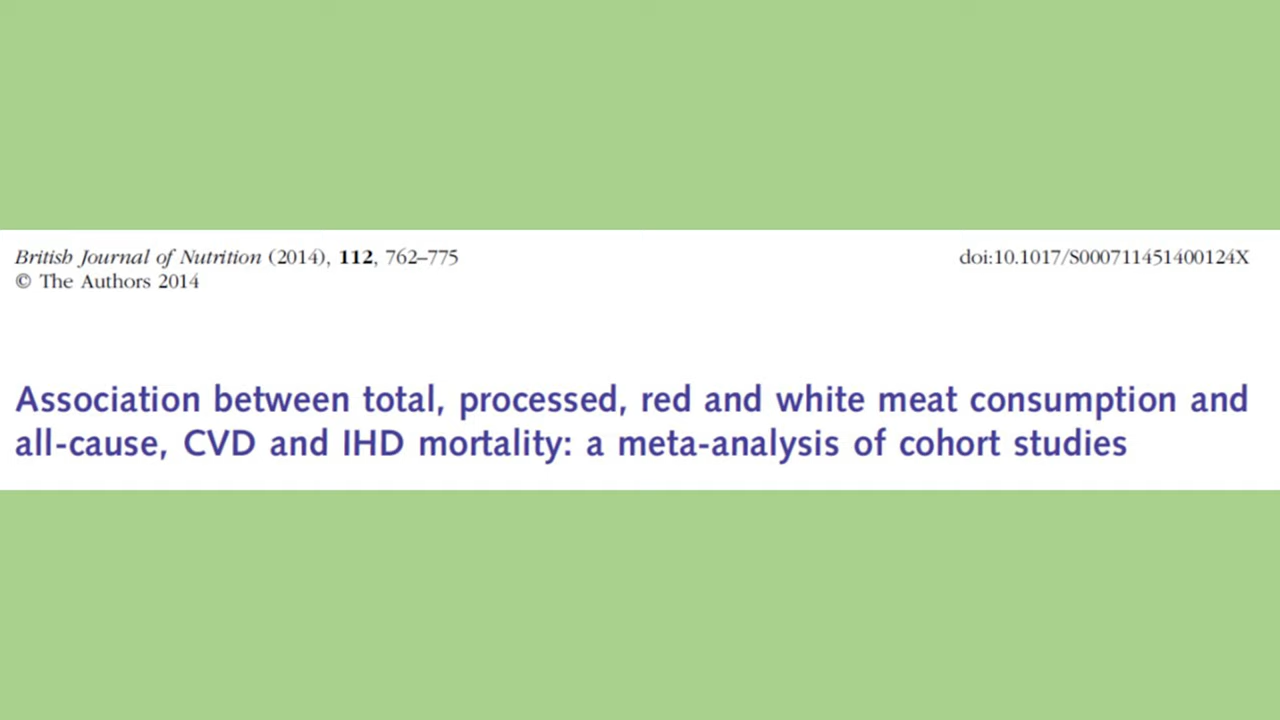 British Journal of Nutrition (2014), 112, 762–775
doi:10.1017/S000711451400124X
© The Authors 2014
Association between total, processed, red and white meat consumption and
all-cause, CVD and IHD mortality: a meta-analysis of cohort studies